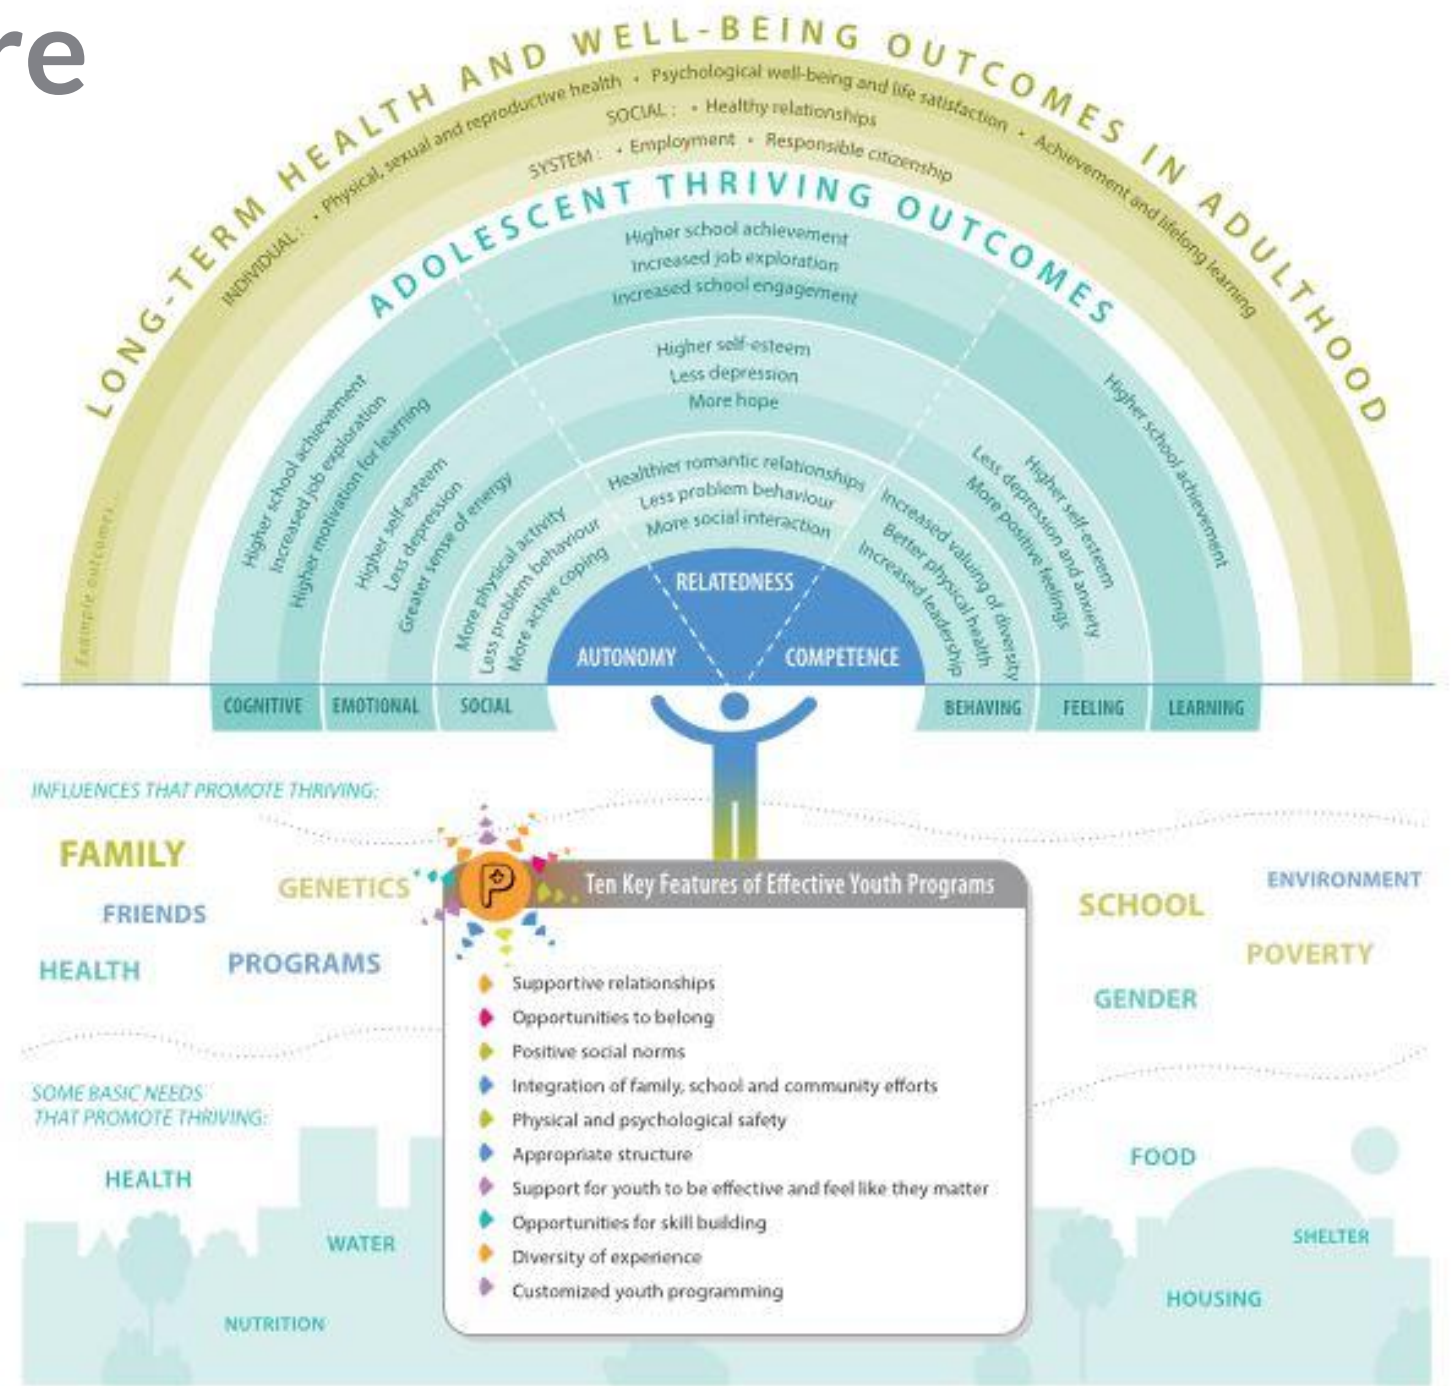 re
LONG-TERM HEALTH AND WELL-BEING OUTCOMES IN ADULTHOOD
INDIVIDUAL: • Physical, sexual and reproductive health • Psychological well-being and life satisfaction • Achievement and lifelong learning
SOCIAL: • Healthy relationships
SYSTEM: • Employment • Responsible citizenship
Example outcomes...
ADOLESCENT THRIVING OUTCOMES
Higher school achievement
Increased job exploration
Increased school engagement
Higher self-esteem
Less depression
More hope
Healthier romantic relationships
Less problem behaviour
More social interaction
Higher school achievement
Increased job exploration
Higher motivation for learning
Higher self-esteem
Less depression
Greater sense of energy
More physical activity
Less problem behaviour
More active coping
Increased valuing of diversity
Better physical health
Increased leadership
Higher self-esteem
Less depression and anxiety
More positive feelings
Higher school achievement
RELATEDNESS
AUTONOMY
COMPETENCE
COGNITIVE
EMOTIONAL
SOCIAL
BEHAVING
FEELING
LEARNING
INFLUENCES THAT PROMOTE THRIVING:
FAMILY
GENETICS
FRIENDS
HEALTH
PROGRAMS
ENVIRONMENT
SCHOOL
POVERTY
GENDER
P
Ten Key Features of Effective Youth Programs
Supportive relationships
Opportunities to belong
Positive social norms
Integration of family, school and community efforts
Physical and psychological safety
Appropriate structure
Support for youth to be effective and feel like they matter
Opportunities for skill building
Diversity of experience
Customized youth programming
SOME BASIC NEEDS
THAT PROMOTE THRIVING:
HEALTH
WATER
NUTRITION
FOOD
SHELTER
HOUSING